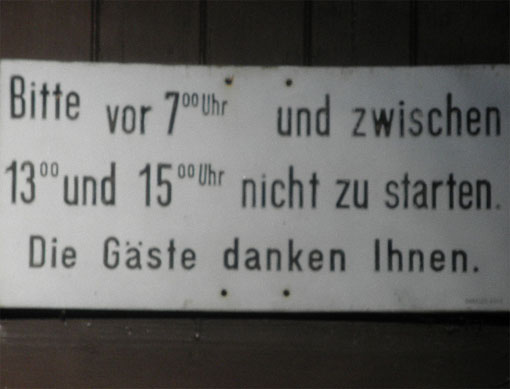 Bitte vor 7⁰⁰ Uhr und zwischen
13⁰⁰ und 15⁰⁰ Uhr nicht zu starten.
Die Gäste danken Ihnen.